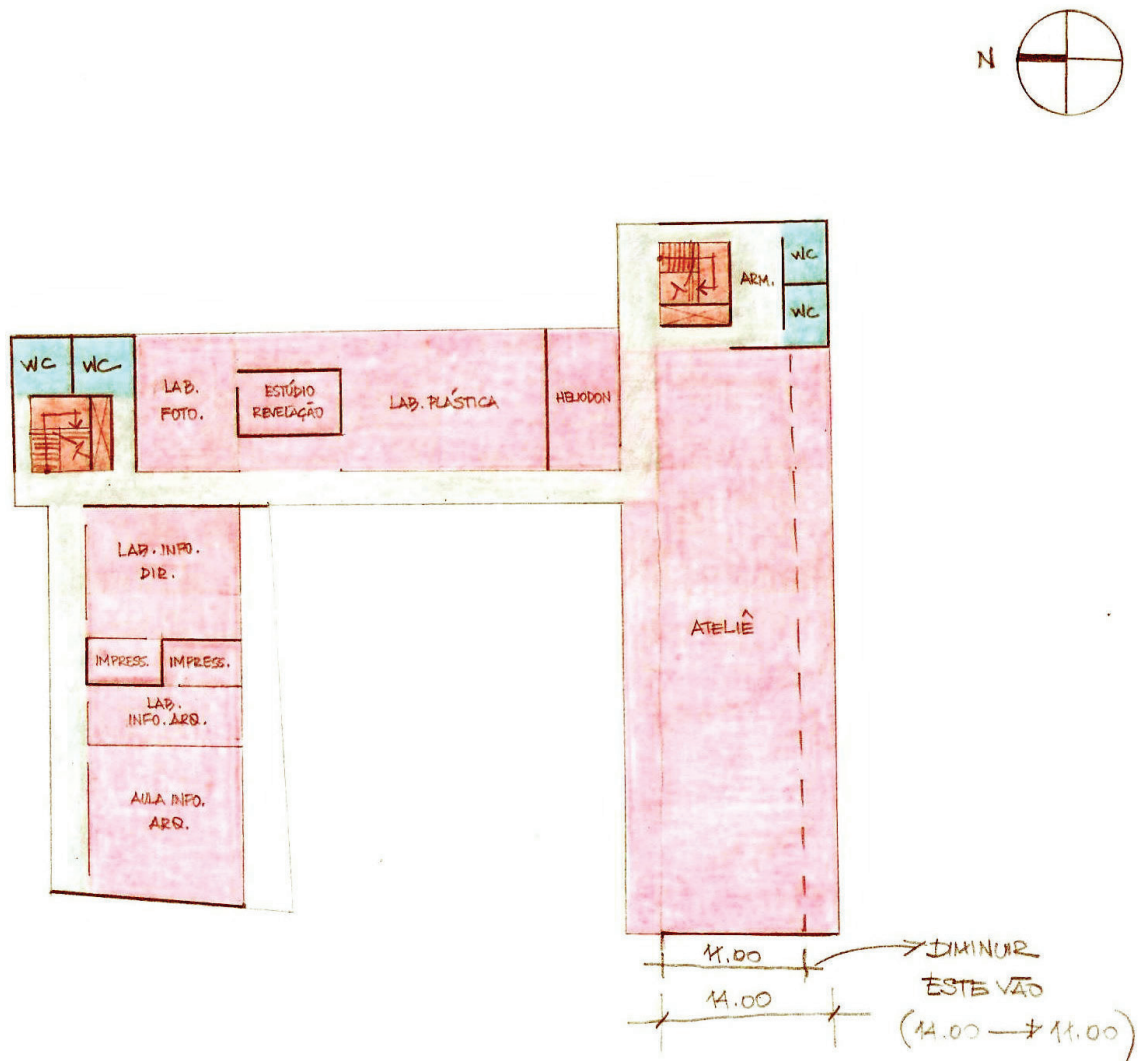 N
WC
WC
ARM.
WC
WC
LAB.
FOTO.
ESTÚDIO
REVELAÇÃO
LAB. PLÁSTICA
HELIODON
LAB. INFO.
DIR.
IMPRESS.
IMPRESS.
LAB.
INFO. ARQ.
AULA INFO.
ARQ.
ATELIÊ
11.00
14.00
DIMINUIR
ESTE VÃO
(14.00 → 11.00)